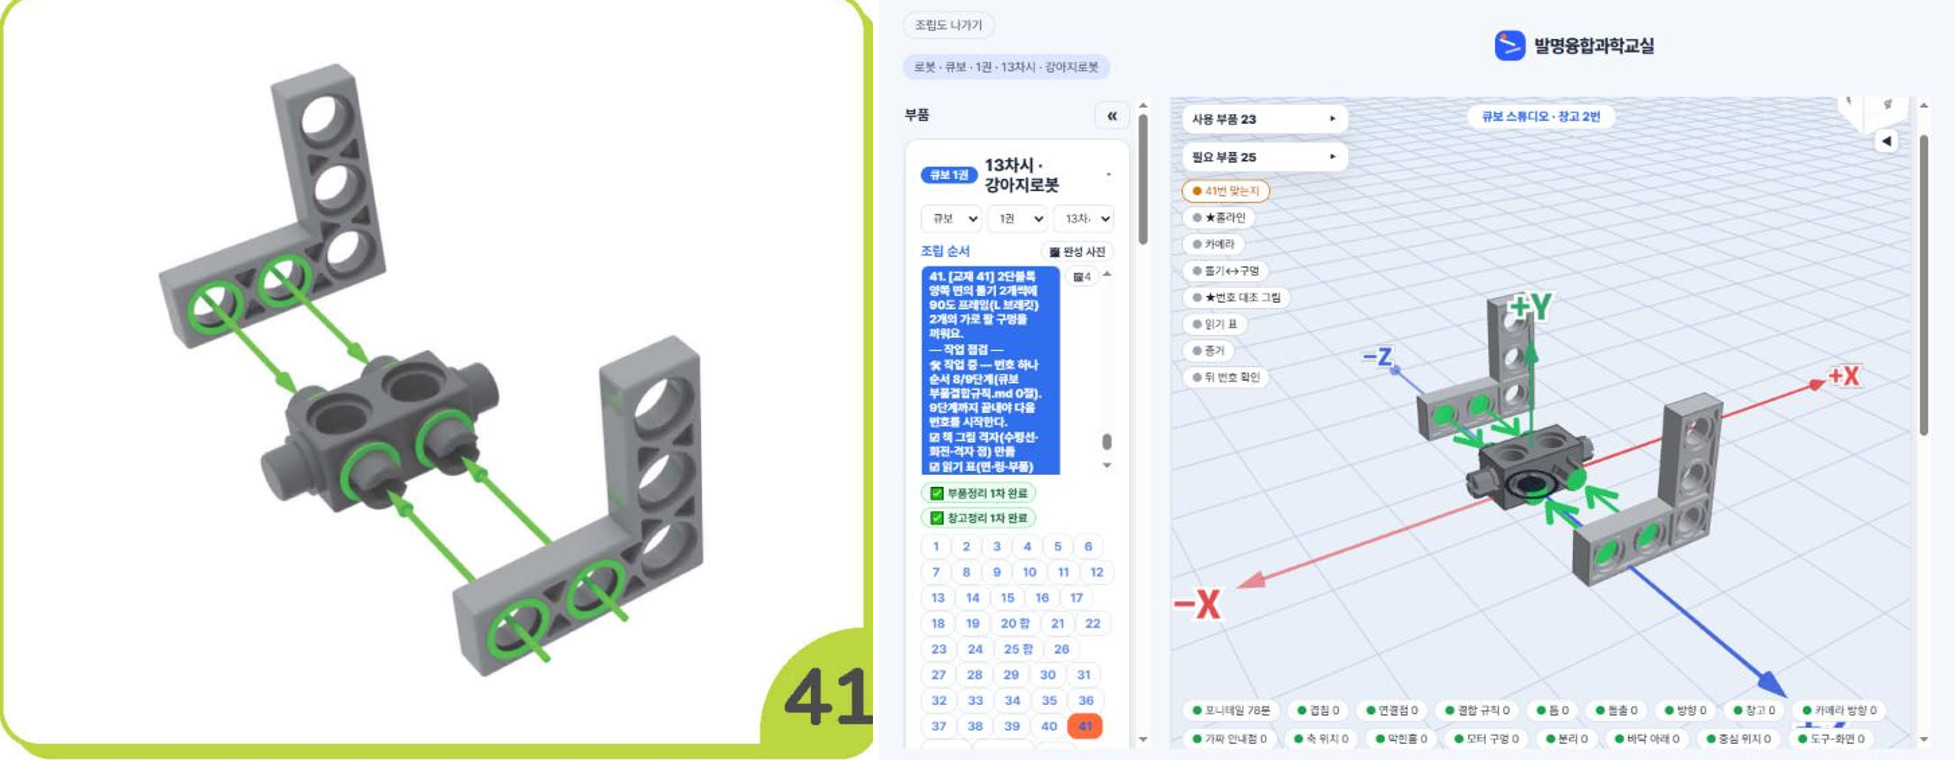 41
조립도 나가기
로봇 · 큐보 · 1권 · 13차시 · 강아지로봇
발명융합과학교실
부품
«
큐보 1권
13차시 ·
강아지로봇
큐보
1권
13차
조립 순서
완성 사진
41. [교재 41] 2단블록
양쪽 면의 돌기 2개씩에
90도 프레임(L 브래킷)
2개의 가로 팔 구멍을
끼워요.
— 작업 점검 —
🛠 작업 중 — 번호 하나
순서 8/9단계(큐보
부품결합규칙.md 0절).
9단계까지 끝내야 다음
번호를 시작한다.
☑ 책 그림 격자(수평선·
회전·격자 점) 만듦
☑ 읽기 표(면·링·부품)
4
✅ 부품정리 1차 완료
✅ 창고정리 1차 완료
1 2 3 4 5 6
7 8 9 10 11 12
13 14 15 16 17
18 19 20 합 21 22
23 24 25 합 26
27 28 29 30 31
32 33 34 35 36
37 38 39 40 41
사용 부품 23
큐보 스튜디오 · 창고 2번
필요 부품 25
41번 맞는지
★홈라인
카메라
돌기↔구멍
★번호 대조 그림
읽기 표
증거
뒤 번호 확인
+Y
−Z
+X
−X
포니테일 78분
겹침 0
연결점 0
결합 규칙 0
틈 0
돌출 0
방향 0
창고 0
카메라 방향 0
가짜 안내점 0
축 위치 0
막힌홀 0
모터 구멍 0
분리 0
바닥 아래 0
중심 위치 0
도구-화면 0